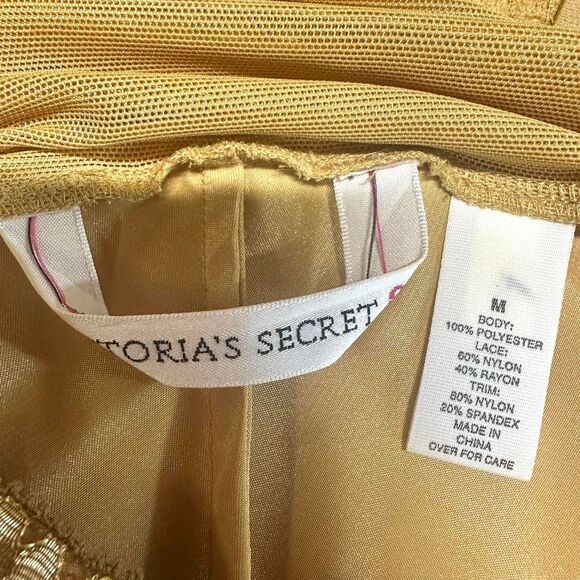 TORIA'S SECRET
M
BODY:
100% POLYESTER
LACE:
60% NYLON
40% RAYON
TRIM:
80% NYLON
20% SPANDEX
MADE IN
CHINA
OVER FOR CARE